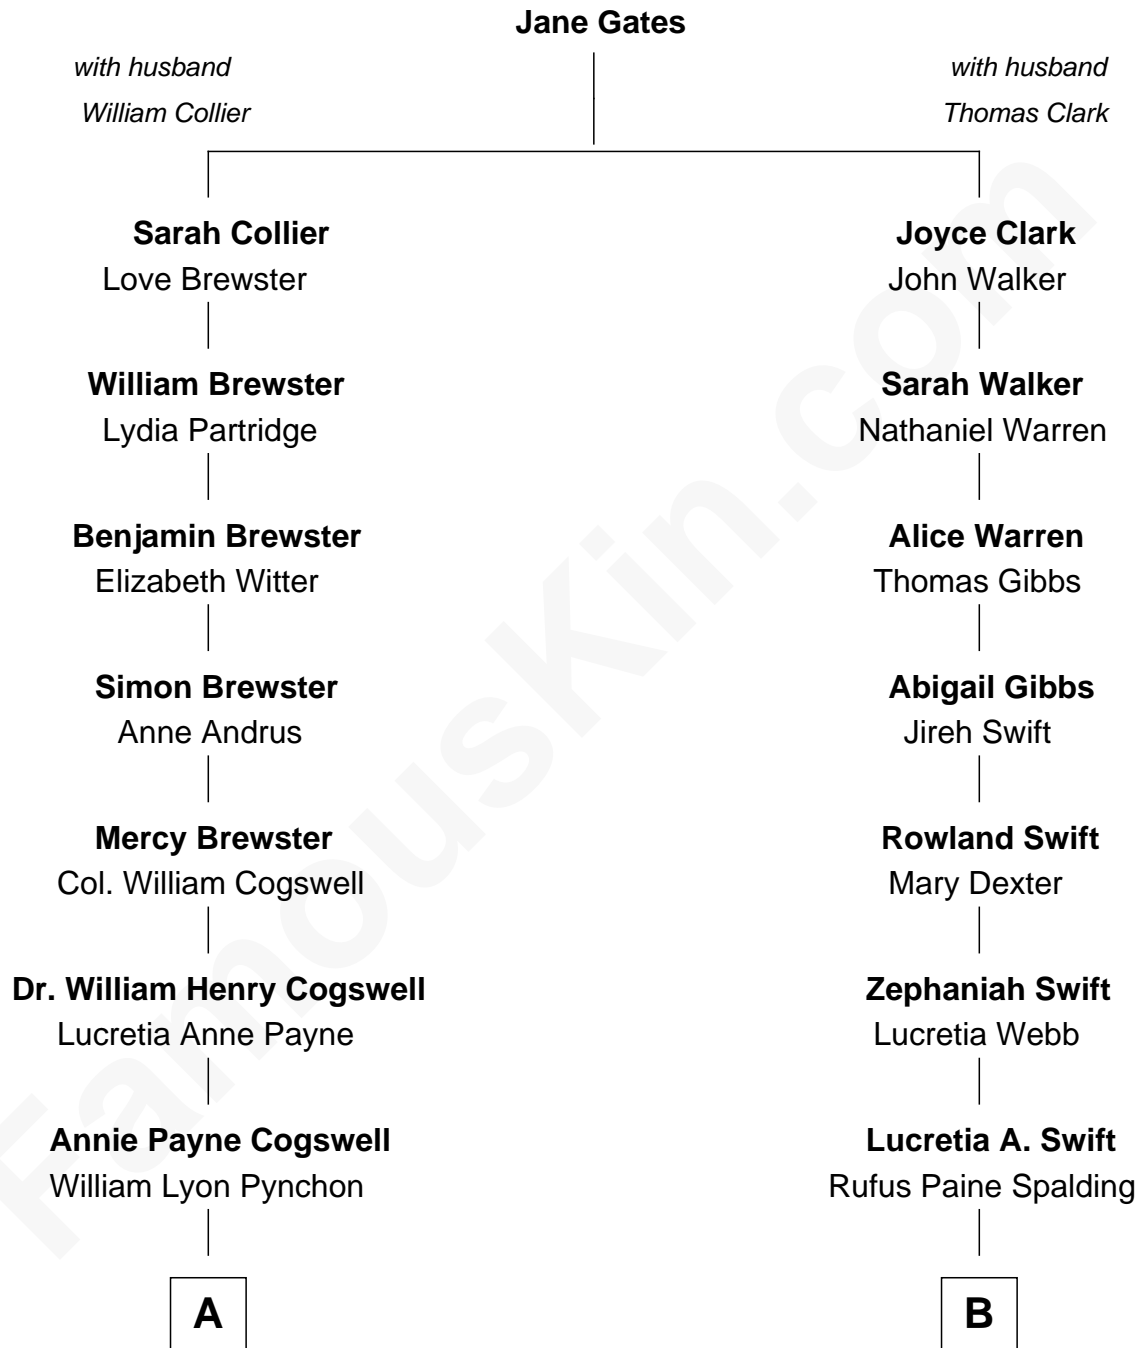 Jane Gates
with husband
William Collier
with husband
Thomas Clark
Sarah Collier
Love Brewster
Joyce Clark
John Walker
William Brewster
Lydia Partridge
Sarah Walker
Nathaniel Warren
Benjamin Brewster
Elizabeth Witter
Alice Warren
Thomas Gibbs
Simon Brewster
Anne Andrus
Abigail Gibbs
Jireh Swift
Mercy Brewster
Col. William Cogswell
Rowland Swift
Mary Dexter
Dr. William Henry Cogswell
Lucretia Anne Payne
Zephaniah Swift
Lucretia Webb
Annie Payne Cogswell
William Lyon Pynchon
Lucretia A. Swift
Rufus Paine Spalding
A
B
FamousKin.com